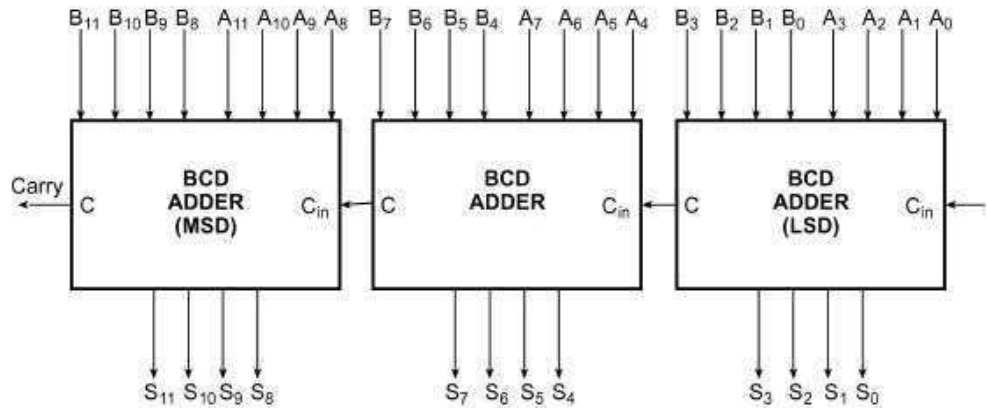 B₁₁ B₁₀ B₉ B₈ A₁₁ A₁₀ A₉ A₈ B₇ B₆ B₅ B₄ A₇ A₆ A₅ A₄ B₃ B₂ B₁ B₀ A₃ A₂ A₁ A₀
Carry C BCD ADDER (MSD) Cᵢₙ
C BCD ADDER Cᵢₙ
C BCD ADDER (LSD) Cᵢₙ
S₁₁ S₁₀ S₉ S₈ S₇ S₆ S₅ S₄ S₃ S₂ S₁ S₀